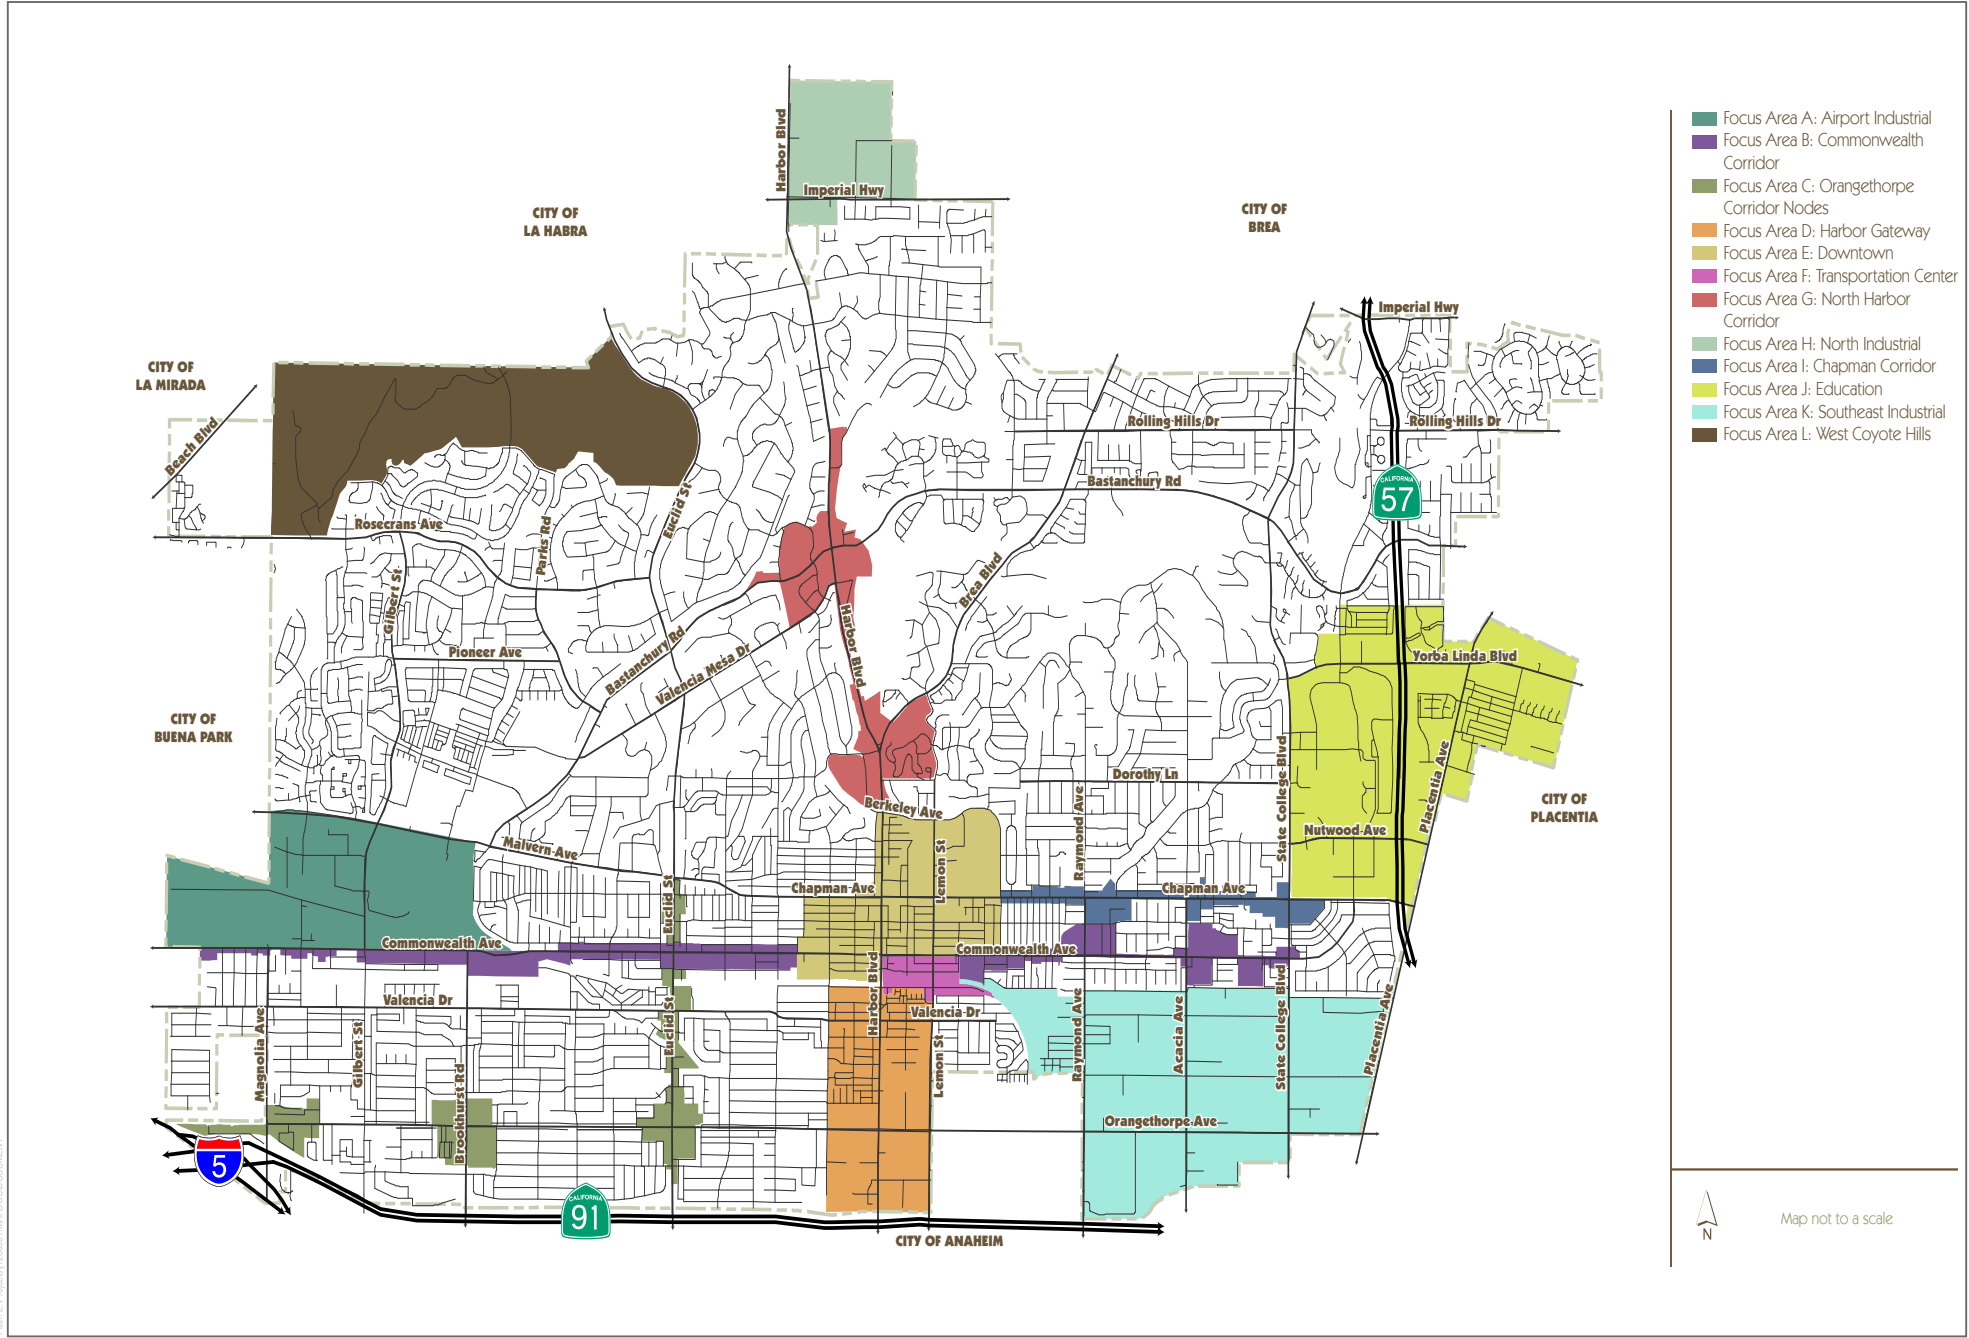 Harbor Blvd
Imperial Hwy
CITY OF
LA HABRA
CITY OF
BREA
Imperial Hwy
CITY OF
LA MIRADA
Beach Blvd
Rolling Hills Dr
Rolling Hills Dr
Bastanchury Rd
CALIFORNIA
57
Euclid St
Rosecrans Ave
Parks Rd
Gilbert St
Brea Blvd
Harbor Blvd
Pioneer Ave
Bastanchury Rd
Valencia Mesa Dr
Yorba Linda Blvd
CITY OF
BUENA PARK
Dorothy Ln
State College Blvd
Placentia Ave
CITY OF
PLACENTIA
Berkeley Ave
Raymond Ave
Nutwood Ave
Malvern Ave
Lemon St
Euclid St
Chapman Ave
Chapman Ave
Commonwealth Ave
Commonwealth Ave
Harbor Blvd
Valencia Dr
Valencia Dr
Euclid St
Magnolia Ave
Gilbert St
Brookhurst Rd
Lemon St
Raymond Ave
Acacia Ave
State College Blvd
Placentia Ave
Orangethorpe Ave
5
CALIFORNIA
91
CITY OF ANAHEIM
Focus Area A: Airport Industrial
Focus Area B: Commonwealth
Corridor
Focus Area C: Orangethorpe
Corridor Nodes
Focus Area D: Harbor Gateway
Focus Area E: Downtown
Focus Area F: Transportation Center
Focus Area G: North Harbor
Corridor
Focus Area H: North Industrial
Focus Area I: Chapman Corridor
Focus Area J: Education
Focus Area K: Southeast Industrial
Focus Area L: West Coyote Hills
N
Map not to a scale